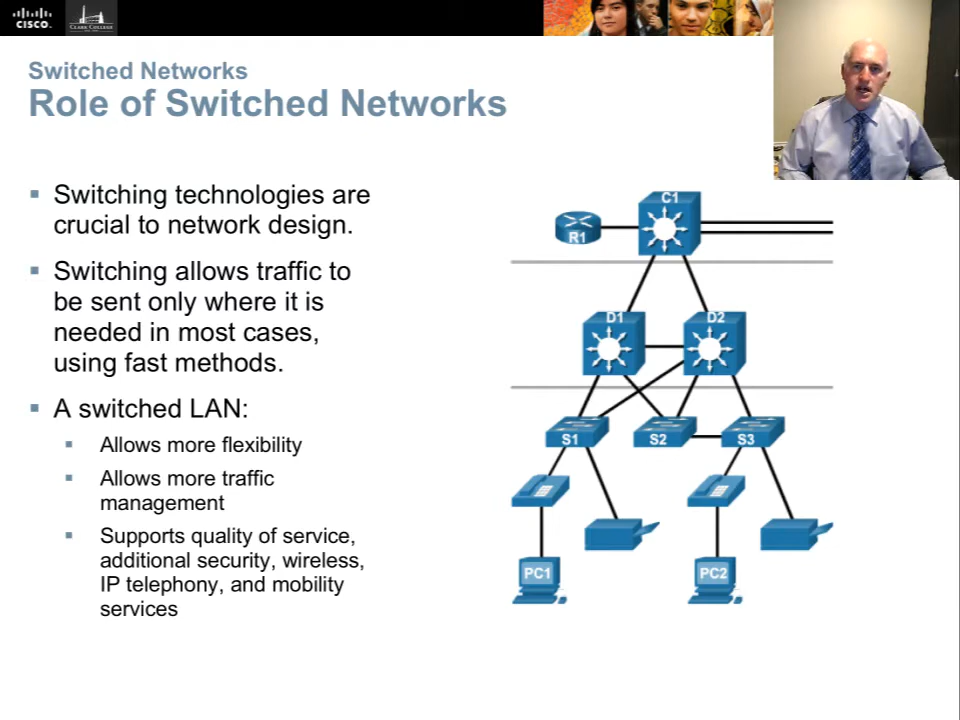 CISCO.
CLARK COLLEGE
Switched Networks
Role of Switched Networks
▪ Switching technologies are
crucial to network design.
▪ Switching allows traffic to
be sent only where it is
needed in most cases,
using fast methods.
▪ A switched LAN:
▪ Allows more flexibility
▪ Allows more traffic
management
▪ Supports quality of service,
additional security, wireless,
IP telephony, and mobility
services
C1
R1
D1 D2
S1 S2 S3
PC1 PC2